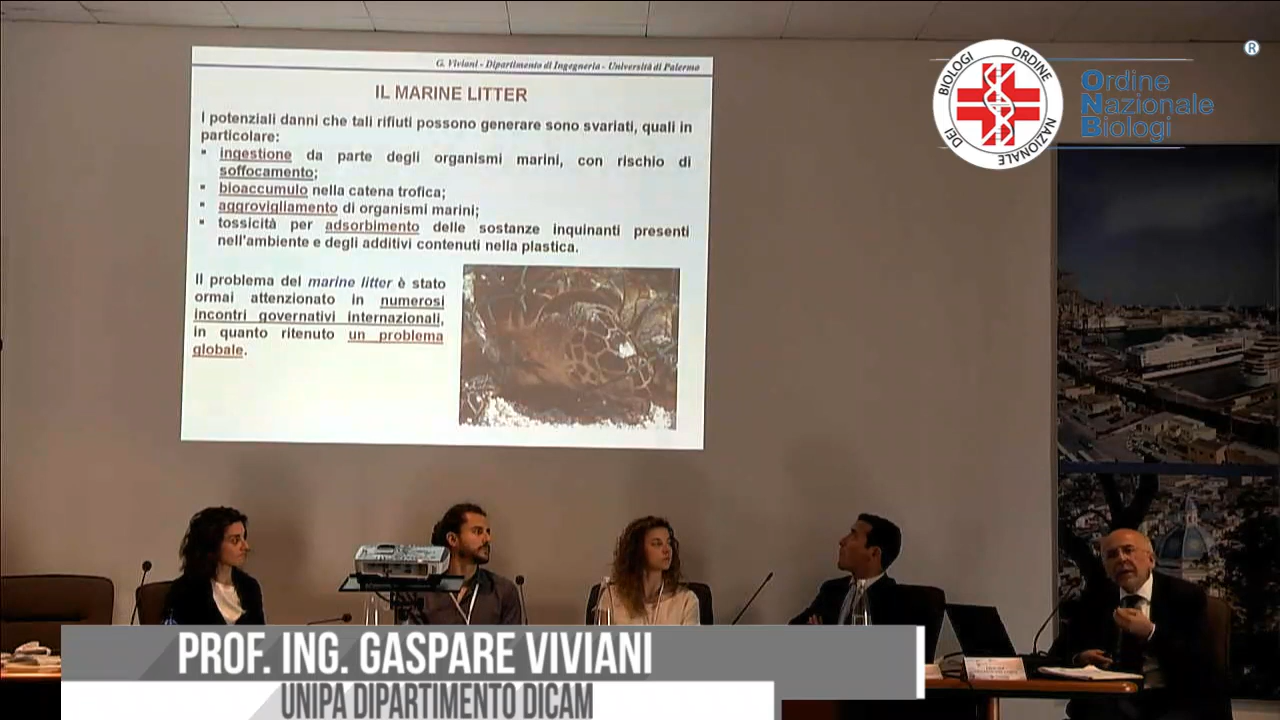 G. Viviani - Dipartimento di Ingegneria - Università di Palermo
IL MARINE LITTER
I potenziali danni che tali rifiuti possono generare sono svariati, quali in
particolare:
▪ ingestione da parte degli organismi marini, con rischio di
soffocamento;
▪ bioaccumulo nella catena trofica;
▪ aggrovigliamento di organismi marini;
▪ tossicità per adsorbimento delle sostanze inquinanti presenti
nell'ambiente e degli additivi contenuti nella plastica.
Il problema del marine litter è stato
ormai attenzionato in numerosi
incontri governativi internazionali,
in quanto ritenuto un problema
globale.
ORDINE NAZIONALE DEI BIOLOGI
Ordine
Nazionale
Biologi
®
PROF. ING. GASPARE VIVIANI
UNIPA DIPARTIMENTO DICAM